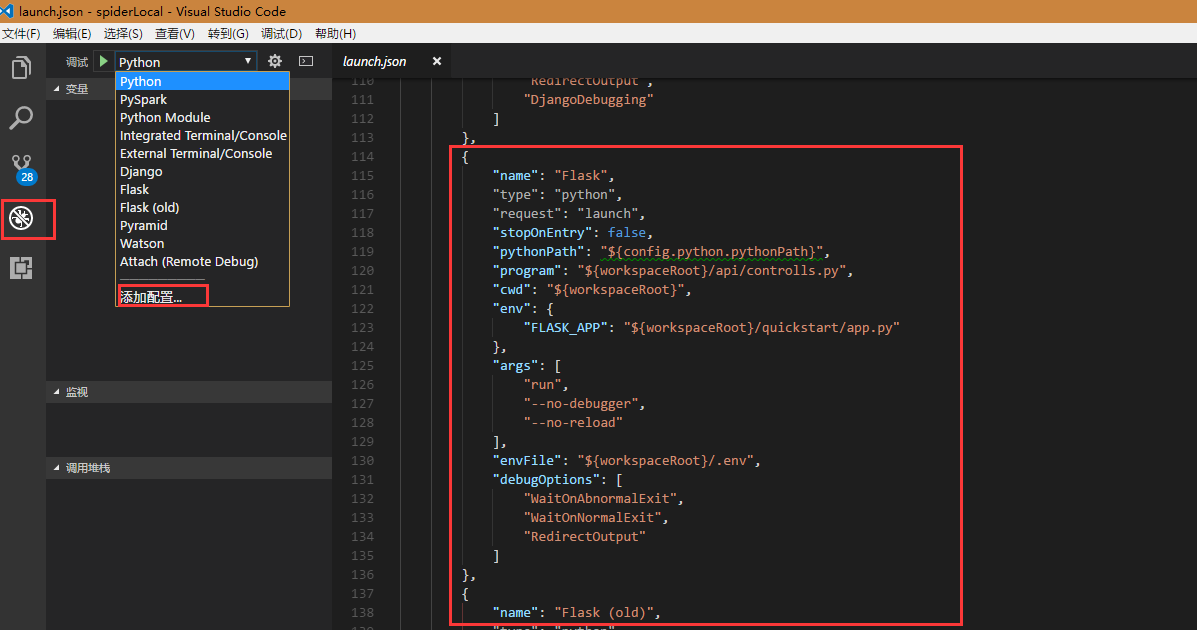 launch.json - spiderLocal - Visual Studio Code
文件(F) 编辑(E) 选择(S) 查看(V) 转到(G) 调试(D) 帮助(H)
调试 Python
launch.json ×
变量
Python
PySpark
Python Module
Integrated Terminal/Console
External Terminal/Console
Django
Flask
Flask (old)
Pyramid
Watson
Attach (Remote Debug)
添加配置...
28
监视
调用堆栈
110 "RedirectOutput",
111 "DjangoDebugging"
112 ]
113 },
114 {
115 "name": "Flask",
116 "type": "python",
117 "request": "launch",
118 "stopOnEntry": false,
119 "pythonPath": "${config.python.pythonPath}",
120 "program": "${workspaceRoot}/api/controlls.py",
121 "cwd": "${workspaceRoot}",
122 "env": {
123 "FLASK_APP": "${workspaceRoot}/quickstart/app.py"
124 },
125 "args": [
126 "run",
127 "--no-debugger",
128 "--no-reload"
129 ],
130 "envFile": "${workspaceRoot}/.env",
131 "debugOptions": [
132 "WaitOnAbnormalExit",
133 "WaitOnNormalExit",
134 "RedirectOutput"
135 ]
136 },
137 {
138 "name": "Flask (old)",
139 "type": "python"